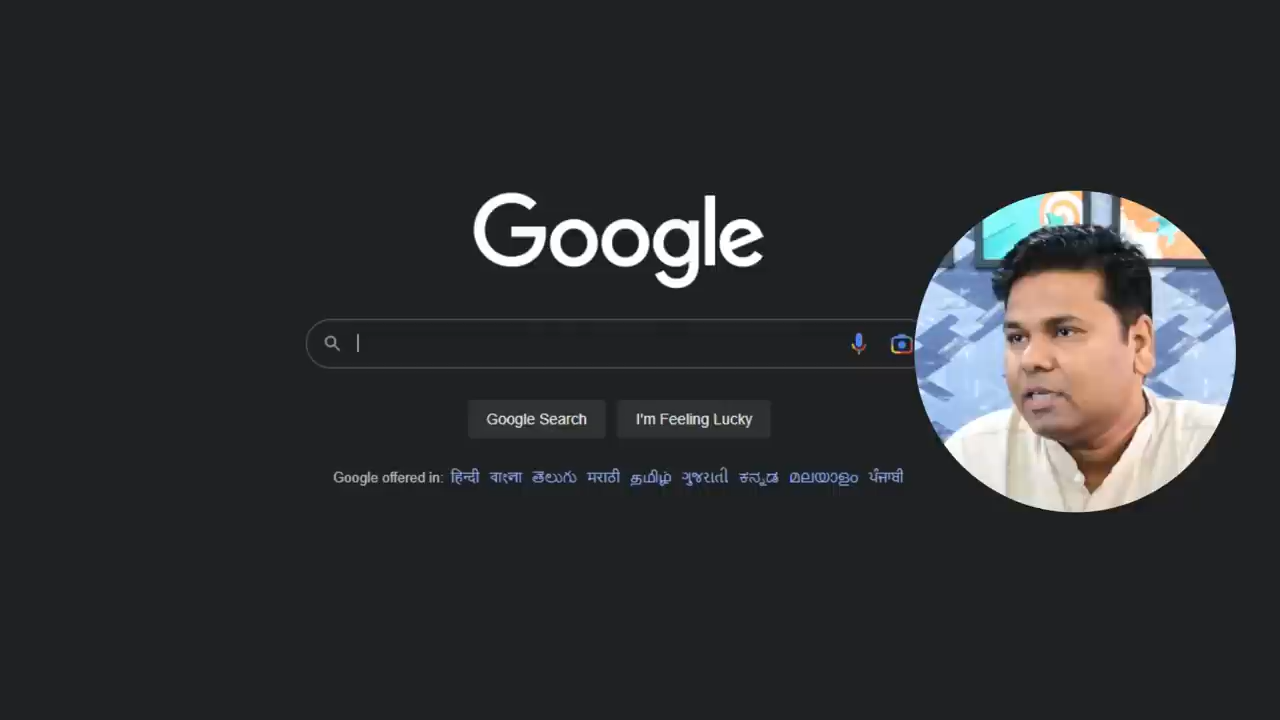 Google
Google Search I'm Feeling Lucky
Google offered in: हिन्दी বাংলা తెలుగు मराठी தமிழ் ગુજરાતી ಕನ್ನಡ മലയാളം ਪੰਜਾਬੀ